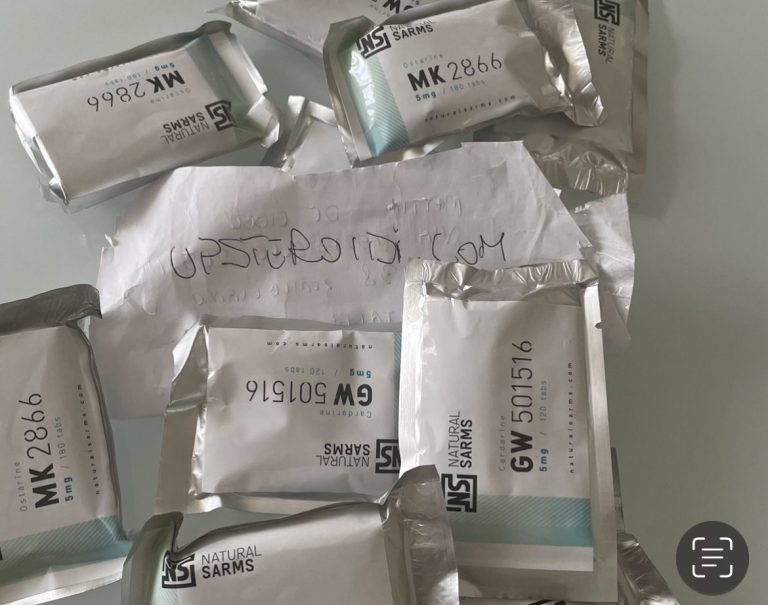 NATURAL
SARMS
Ostarine
MK 2866
5mg / 180 tabs
NATURAL
SARMS
Ostarine
MK 2866
5mg / 180 tabs
naturalsarms.com
NATURAL
SARMS
UPSTEROID.COM
Ostarine
MK 2866
5mg / 180 tabs
naturalsarms.com
NATURAL
SARMS
Cardarine
GW 501516
5mg / 120 tabs
naturalsarms.com
NATURAL
SARMS
Cardarine
GW 501516
5mg / 120 tabs
naturalsarms.com
NATURAL
SARMS